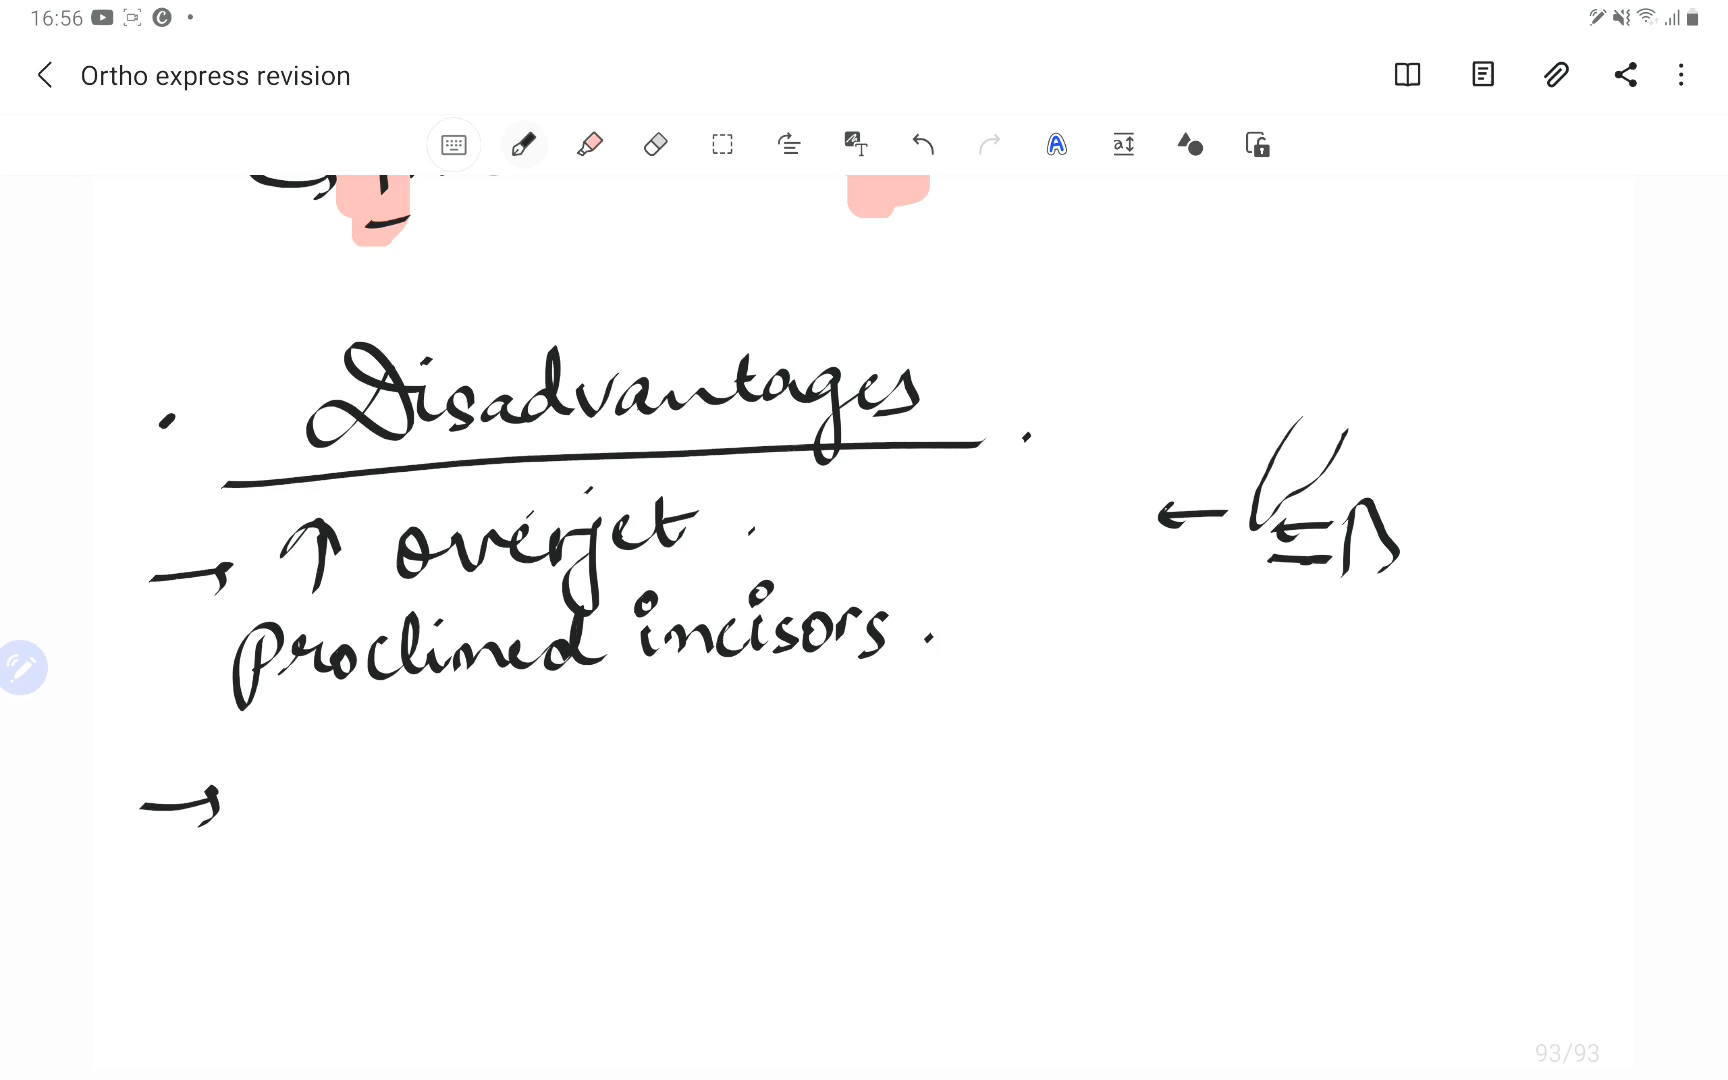 16:56
Ortho express revision
. Disadvantages .
→ ↑ overjet .
proclined incisors .
→
93/93